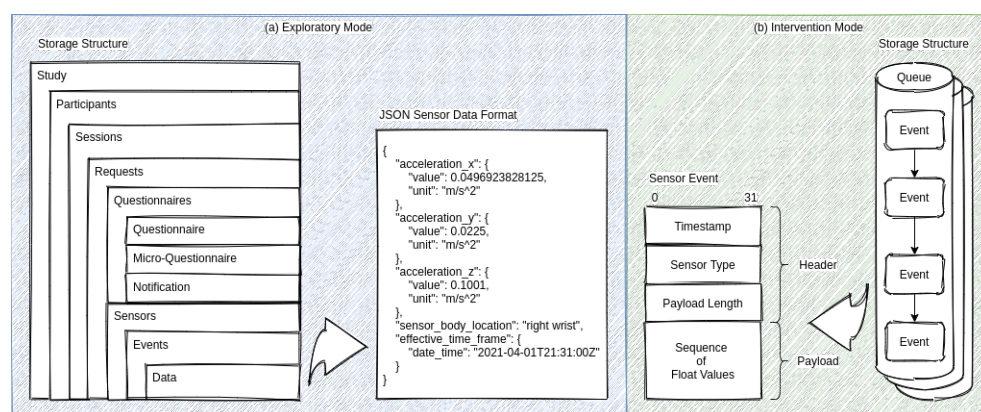 (a) Exploratory Mode
Storage Structure
Study
Participants
Sessions
Requests
Questionnaires
Questionnaire
Micro-Questionnaire
Notification
Sensors
Events
Data
JSON Sensor Data Format
{
"acceleration_x": {
"value": 0.0496923828125,
"unit": "m/s^2"
},
"acceleration_y": {
"value": 0.0225,
"unit": "m/s^2"
},
"acceleration_z": {
"value": 0.1001,
"unit": "m/s^2"
},
"sensor_body_location": "right wrist",
"effective_time_frame": {
"date_time": "2021-04-01T21:31:00Z"
}
}
(b) Intervention Mode
Storage Structure
Queue
Event
Event
Event
Event
Sensor Event
0 31
Timestamp
Sensor Type
Payload Length
Header
Sequence
of
Float Values
Payload